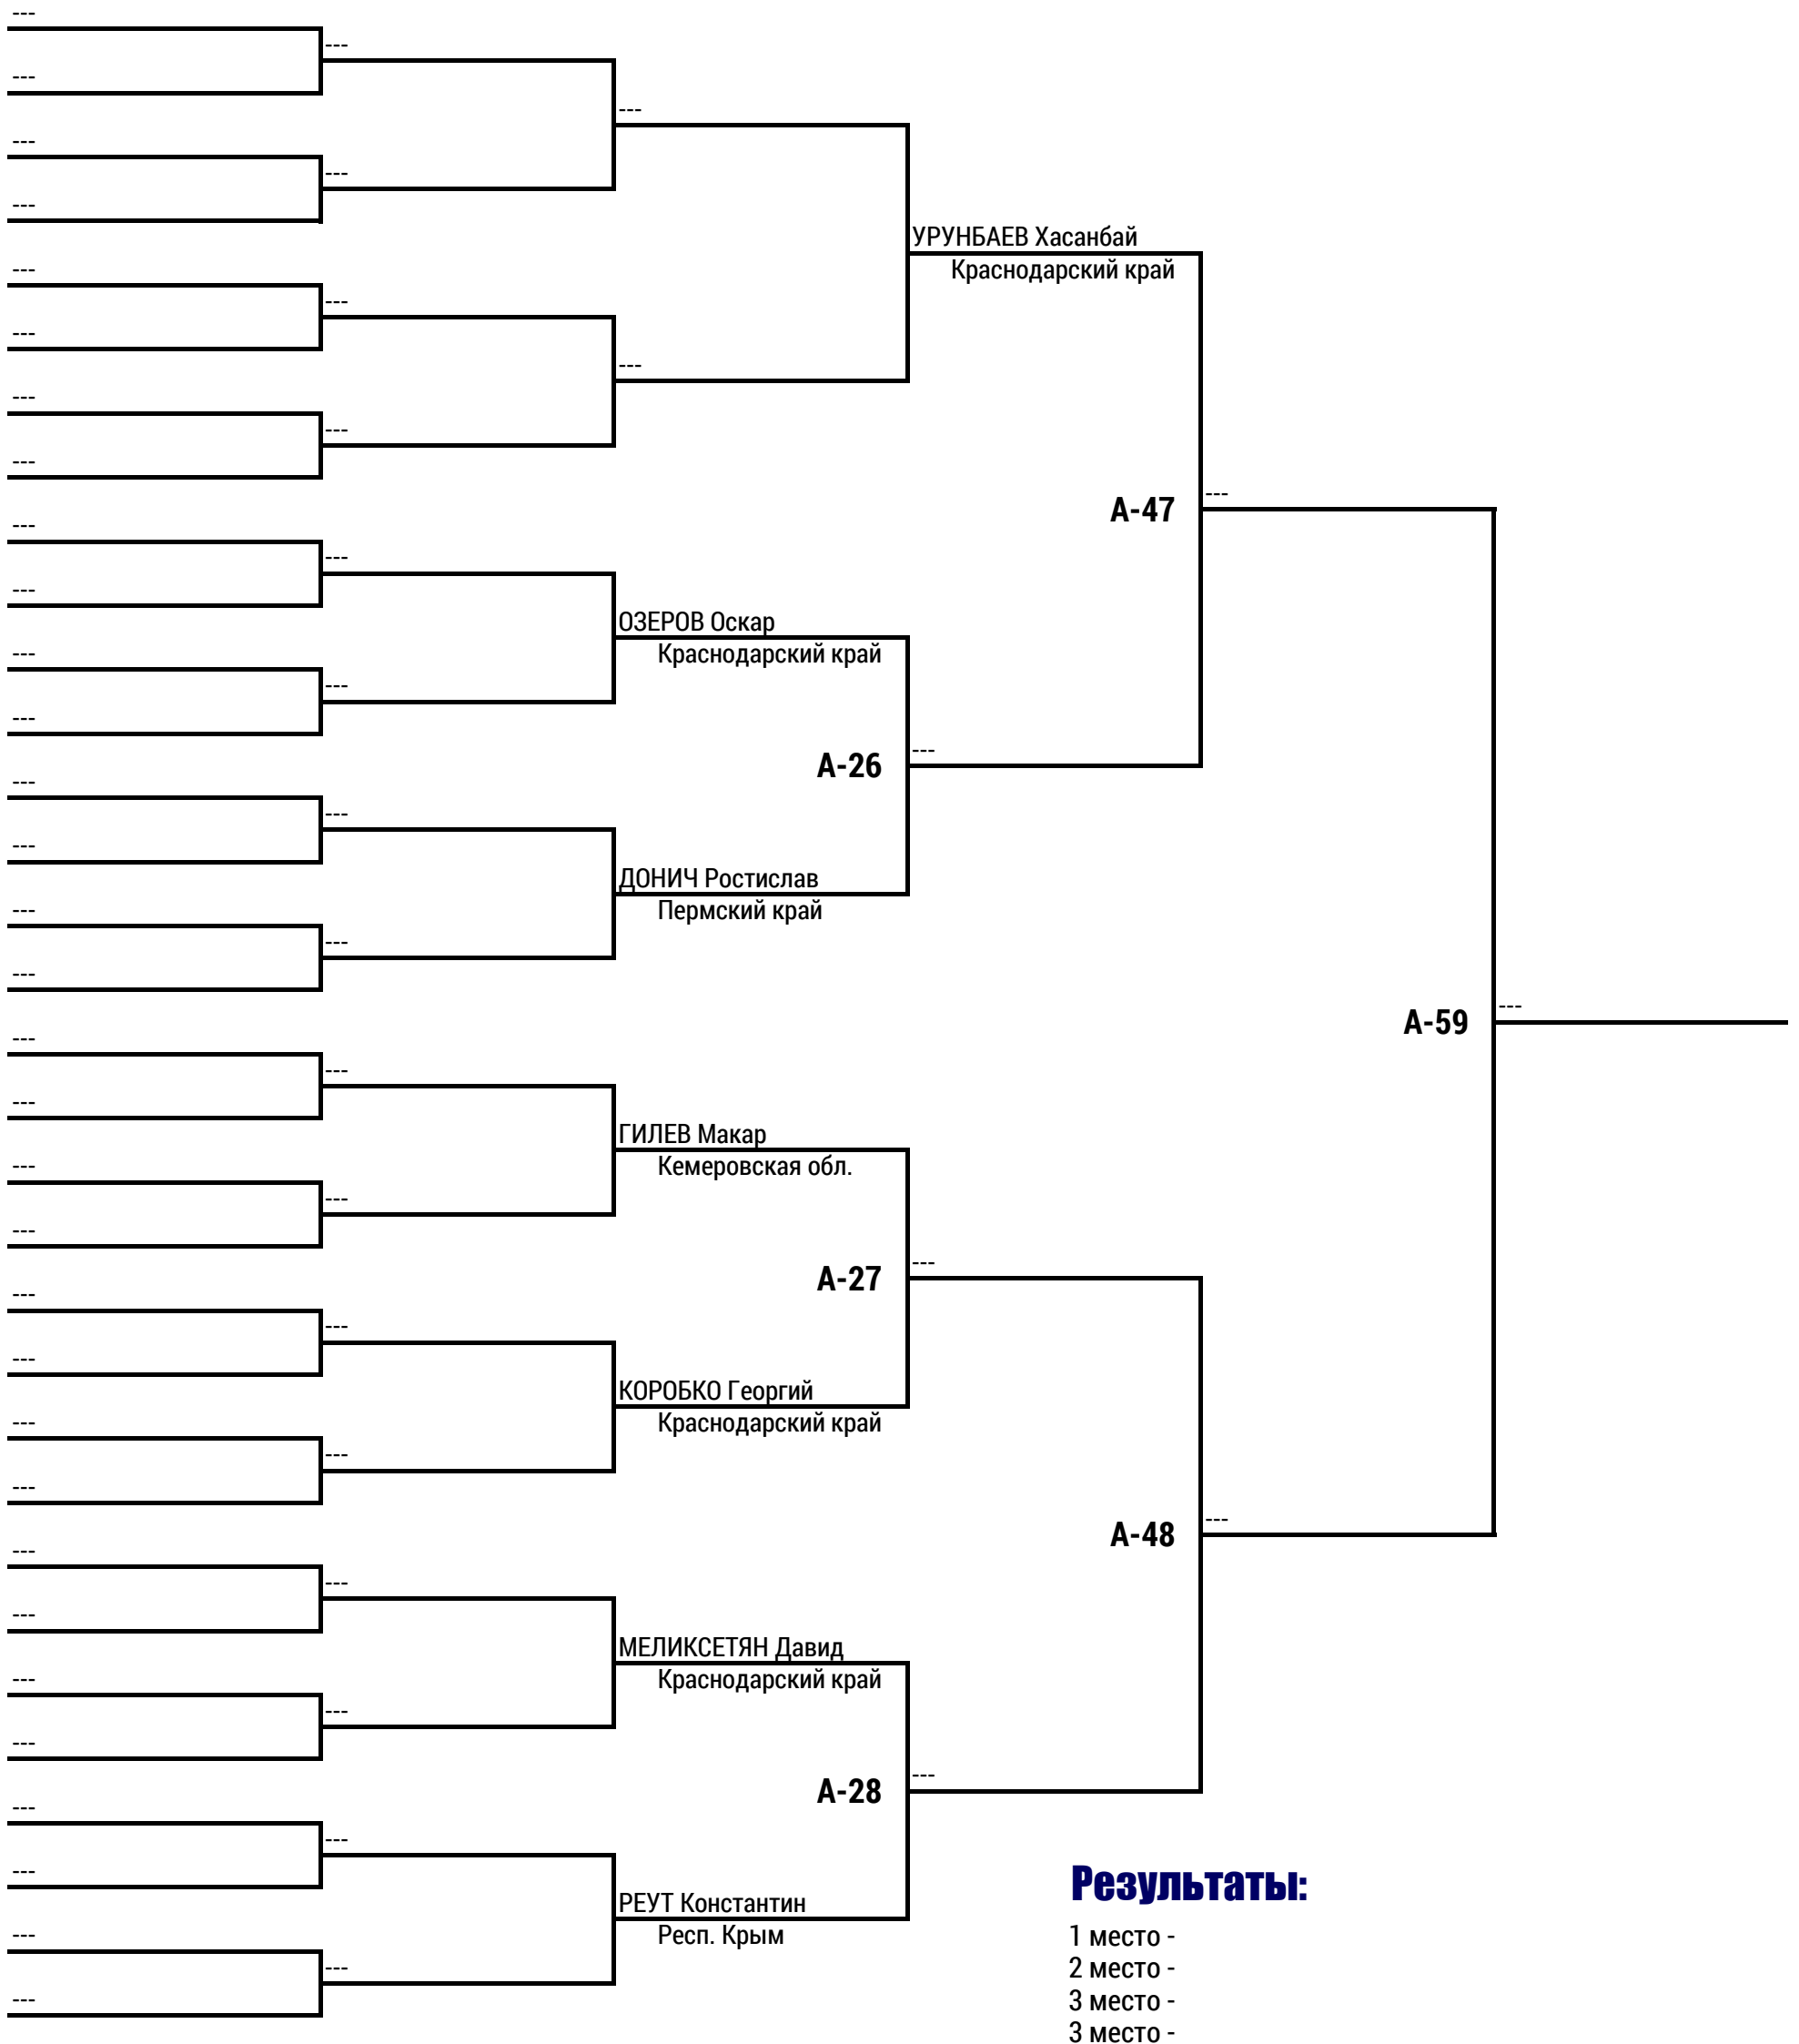 ---
---
---
---
---
---
---
УРУНБАЕВ Хасанбай
---
Краснодарский край
---
---
---
---
---
---
---
A-47
---
---
---
ОЗЕРОВ Оскар
---
Краснодарский край
---
---
---
A-26
---
---
---
ДОНИЧ Ростислав
---
Пермский край
---
---
---
A-59
---
---
---
ГИЛЕВ Макар
---
Кемеровская обл.
---
---
---
A-27
---
---
---
КОРОБКО Георгий
---
Краснодарский край
---
---
---
A-48
---
---
---
МЕЛИКСЕТЯН Давид
---
Краснодарский край
---
---
---
A-28
---
---
---
РЕУТ Константин
---
Респ. Крым
---
---
Результаты:
1 место -
2 место -
3 место -
3 место -